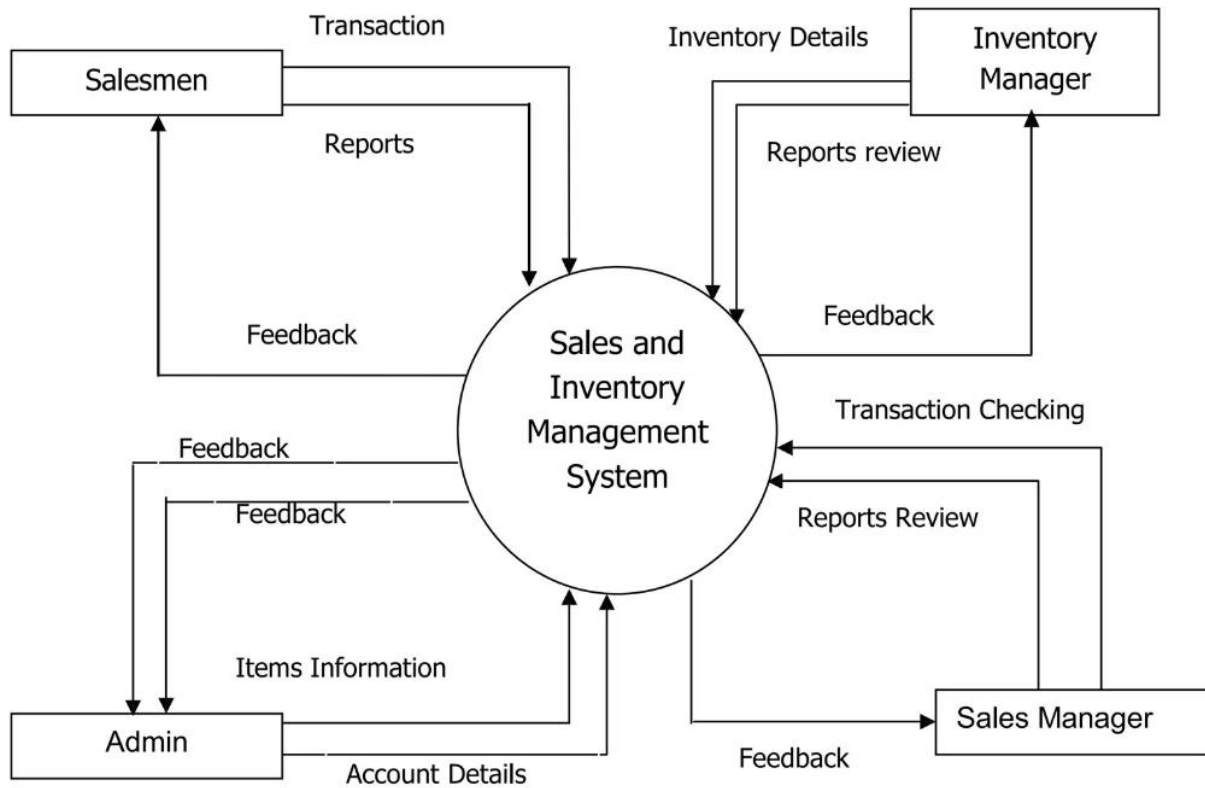 Transaction
Salesmen
Reports
Feedback
Inventory Details
Inventory
Manager
Reports review
Feedback
Sales and
Inventory
Management
System
Transaction Checking
Reports Review
Feedback
Feedback
Items Information
Admin
Account Details
Sales Manager
Feedback